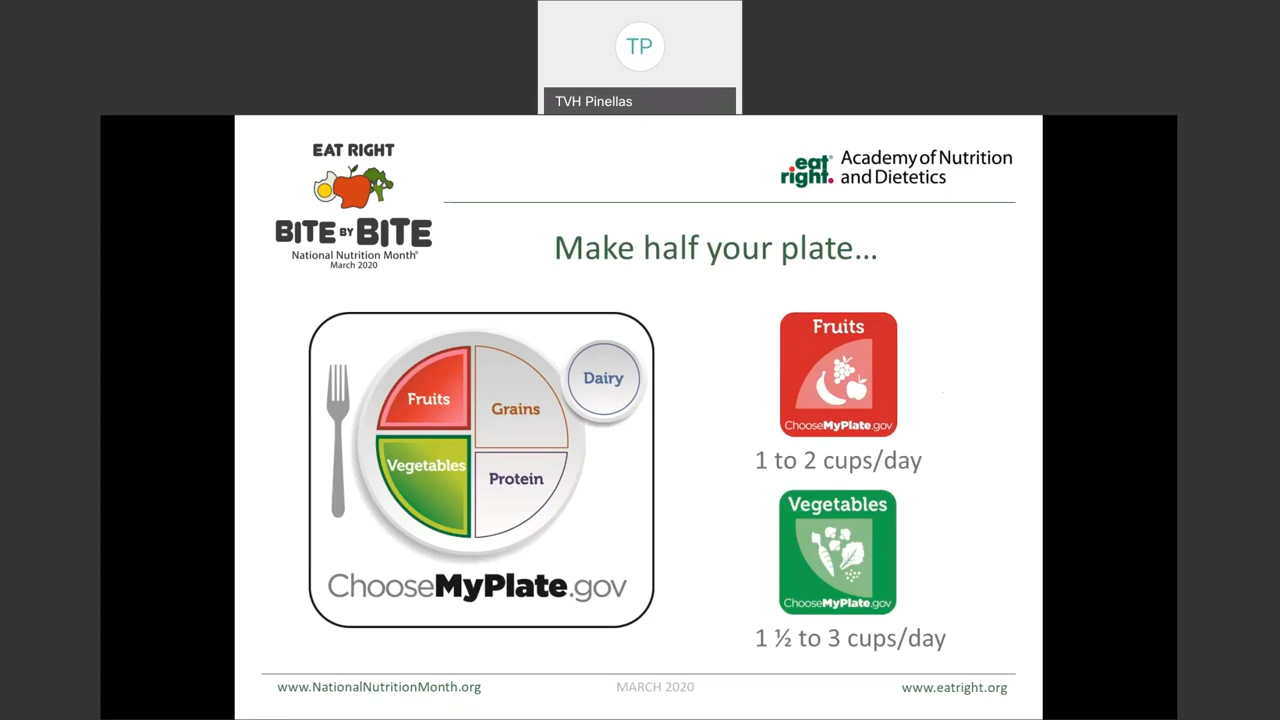 TP
TVH Pinellas
EAT RIGHT
BITE BY BITE
National Nutrition Month®
March 2020
eat right.® Academy of Nutrition
and Dietetics
Make half your plate...
Fruits
Grains
Dairy
Vegetables
Protein
ChooseMyPlate.gov
Fruits
ChooseMyPlate.gov
1 to 2 cups/day
Vegetables
ChooseMyPlate.gov
1 ½ to 3 cups/day
www.NationalNutritionMonth.org
MARCH 2020
www.eatright.org